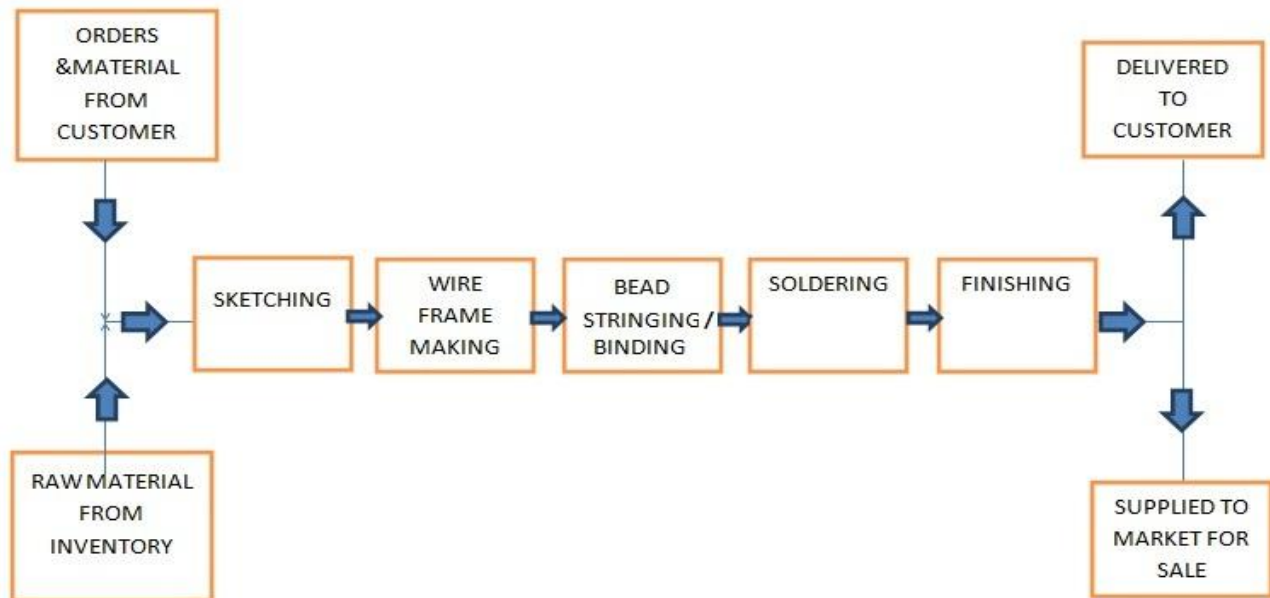 ORDERS
&MATERIAL
FROM
CUSTOMER
DELIVERED
TO
CUSTOMER
SKETCHING
WIRE
FRAME
MAKING
BEAD
STRINGING /
BINDING
SOLDERING
FINISHING
RAW MATERIAL
FROM
INVENTORY
SUPPLIED TO
MARKET FOR
SALE